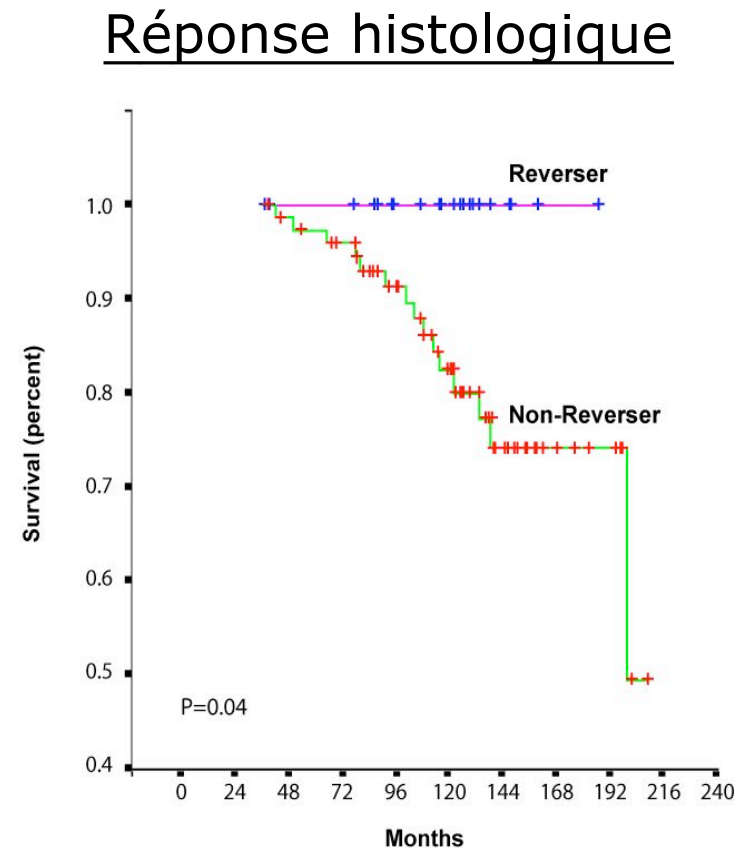 Réponse histologique
Reverser
1.0
0.9
0.8
Non-Reverser
0.7
0.6
0.5
P=0.04
0.4
Survival (percent)
0 24 48 72 96 120 144 168 192 216 240
Months